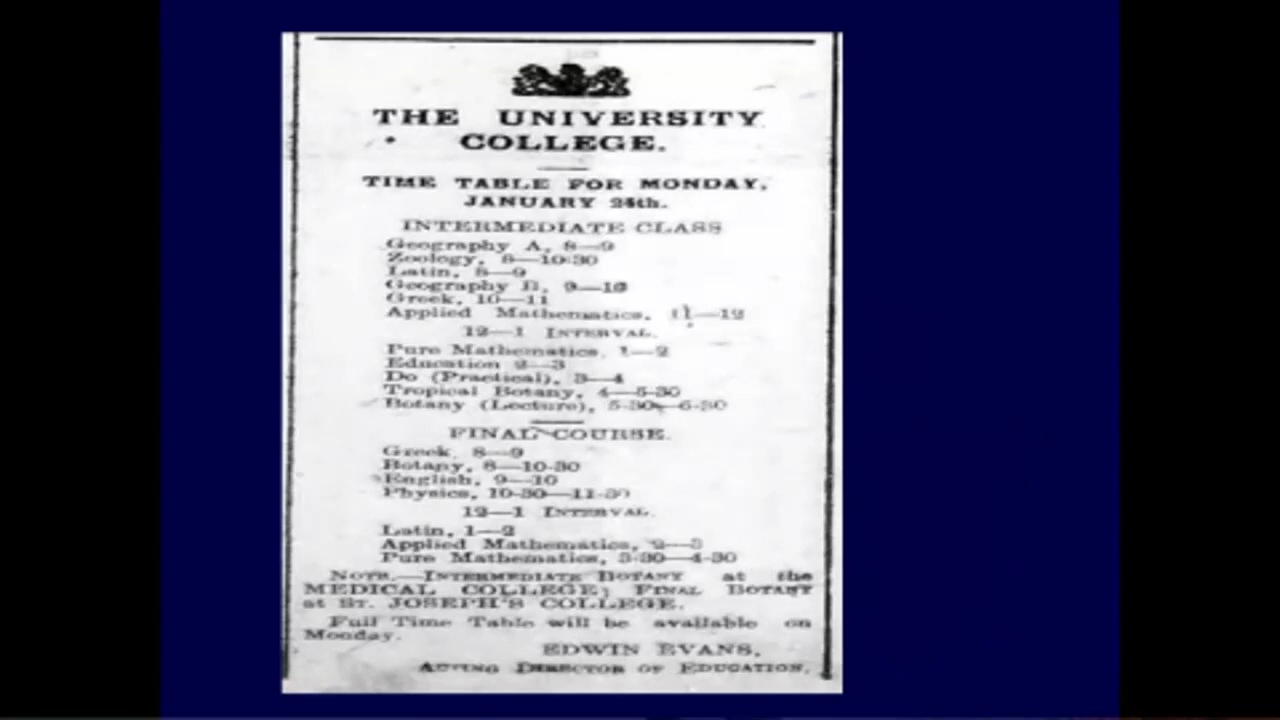 THE UNIVERSITY
COLLEGE.
TIME TABLE FOR MONDAY,
JANUARY 24th.
INTERMEDIATE CLASS
Geography A, 8—9
Zoology, 8—10-30
Latin, 8—9
Geography B, 9—10
Greek, 10—11
Applied Mathematics, 11—12
12—1 INTERVAL.
Pure Mathematics, 1—2
Education 2—3
Do (Practical), 3—4
Tropical Botany, 4—5-30
Botany (Lecture), 5-30—6-30
FINAL COURSE.
Greek, 8—9
Botany, 8—10-30
English, 9—10
Physics, 10-30—11-30
12—1 INTERVAL.
Latin, 1—2
Applied Mathematics, 2—3
Pure Mathematics, 3-30—4-30
NOTE.—INTERMEDIATE BOTANY at the
MEDICAL COLLEGE; FINAL BOTANY
at ST. JOSEPH'S COLLEGE.
Full Time Table will be available on
Monday.
EDWIN EVANS,
ACTING DIRECTOR OF EDUCATION.